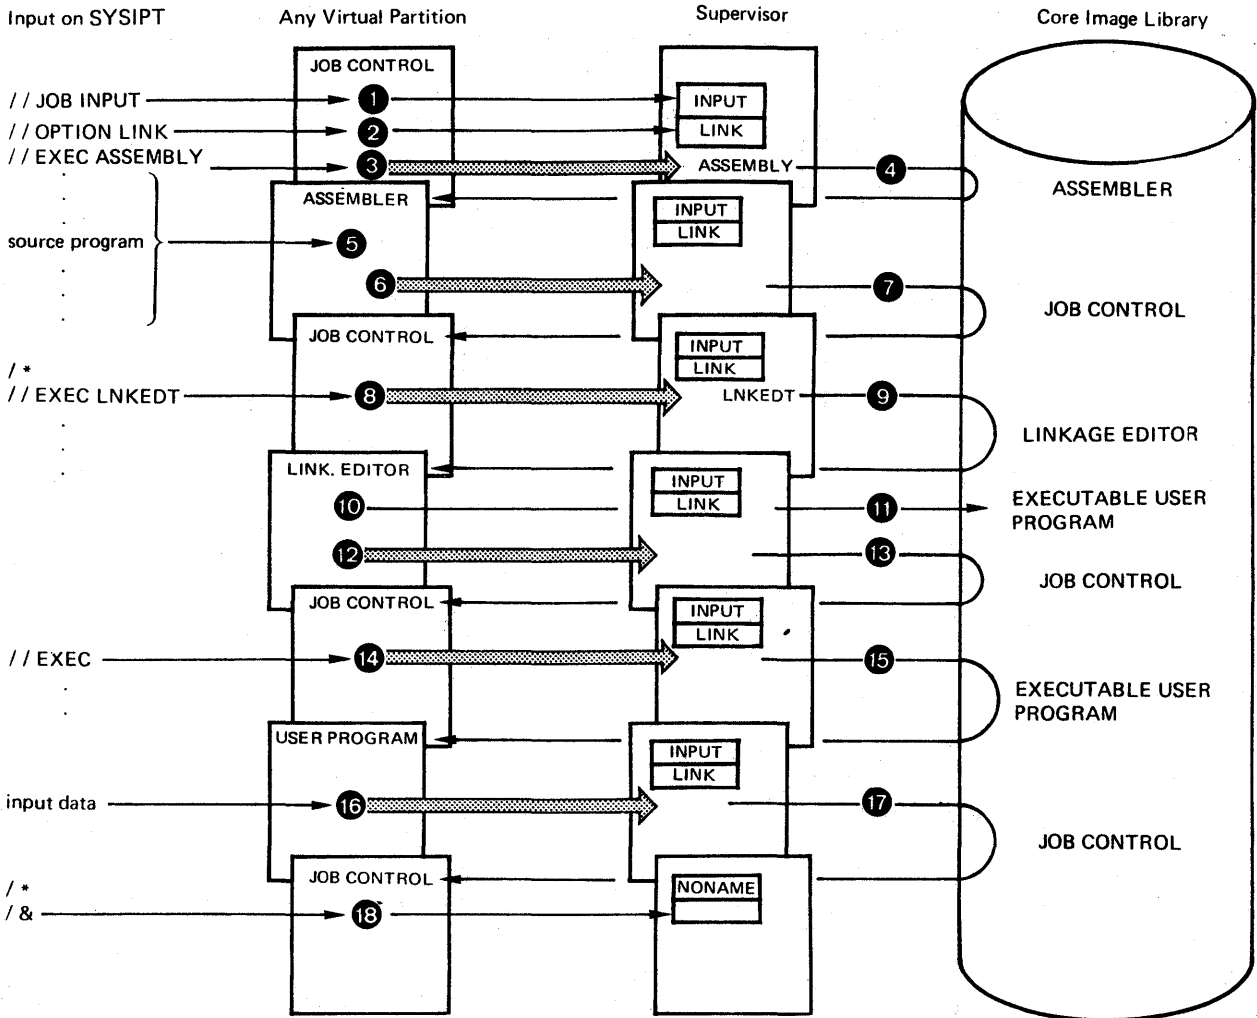 Input on SYSIPT
Any Virtual Partition
Supervisor
Core Image Library
JOB CONTROL
// JOB INPUT
1
INPUT
// OPTION LINK
2
LINK
// EXEC ASSEMBLY
3
ASSEMBLY
4
ASSEMBLER
ASSEMBLER
INPUT
LINK
source program
5
6
7
JOB CONTROL
JOB CONTROL
INPUT
LINK
/ *
// EXEC LNKEDT
8
LNKEDT
9
LINKAGE EDITOR
LINK. EDITOR
INPUT
LINK
10
11
EXECUTABLE USER
PROGRAM
12
13
JOB CONTROL
JOB CONTROL
INPUT
LINK
// EXEC
14
15
EXECUTABLE USER
PROGRAM
USER PROGRAM
INPUT
LINK
input data
16
17
JOB CONTROL
JOB CONTROL
NONAME
/ *
/ &
18